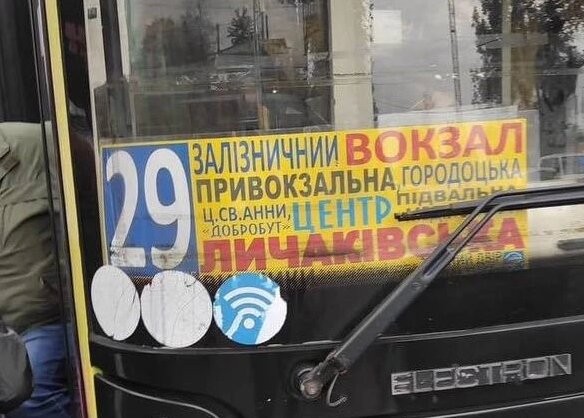 29
ЗАЛІЗНИЧНИЙ ВОКЗАЛ
ПРИВОКЗАЛЬНА, ГОРОДОЦЬКА
Ц.СВ.АННИ, ПІДВАЛЬНА
«ДОБРОБУТ» ЦЕНТР
ЛИЧАКІВСЬКА
ELECTRON